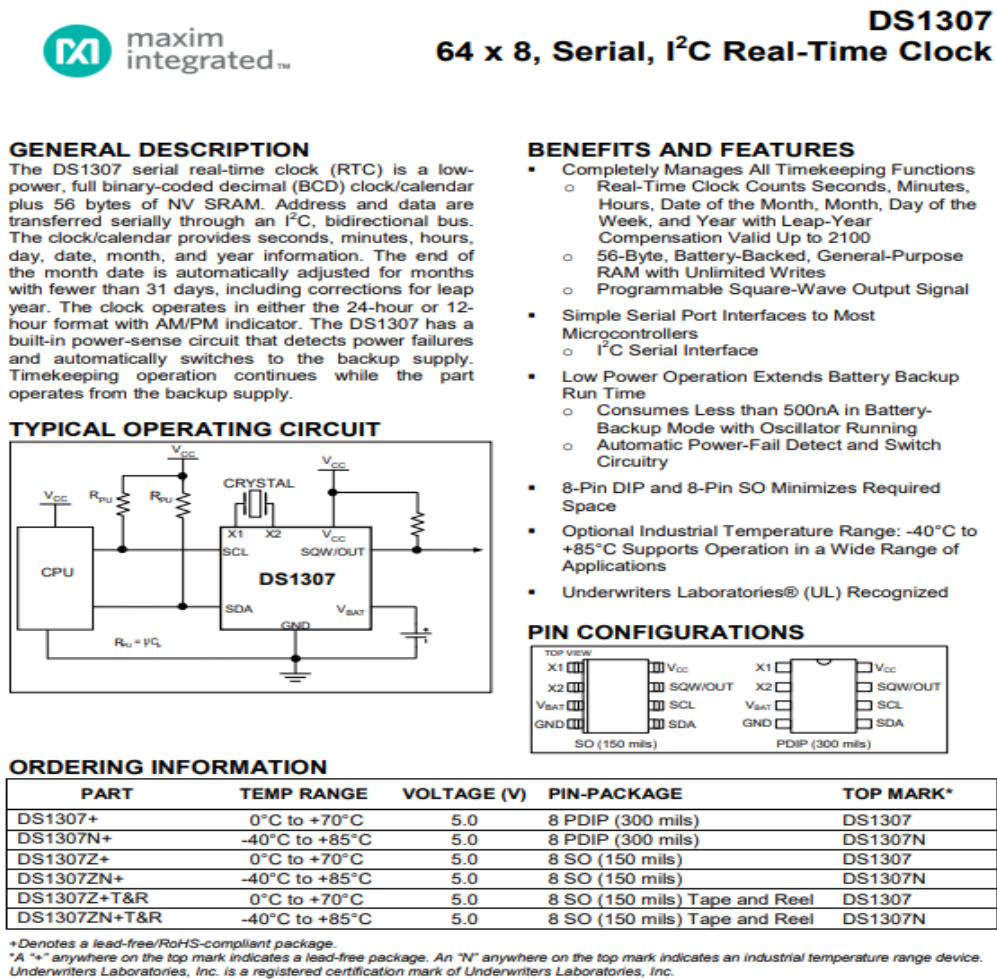 maxim
integrated™
DS1307
64 x 8, Serial, I²C Real-Time Clock
GENERAL DESCRIPTION
The DS1307 serial real-time clock (RTC) is a low-
power, full binary-coded decimal (BCD) clock/calendar
plus 56 bytes of NV SRAM. Address and data are
transferred serially through an I²C, bidirectional bus.
The clock/calendar provides seconds, minutes, hours,
day, date, month, and year information. The end of
the month date is automatically adjusted for months
with fewer than 31 days, including corrections for leap
year. The clock operates in either the 24-hour or 12-
hour format with AM/PM indicator. The DS1307 has a
built-in power-sense circuit that detects power failures
and automatically switches to the backup supply.
Timekeeping operation continues while the part
operates from the backup supply.
TYPICAL OPERATING CIRCUIT
VCC
VCC
CRYSTAL
VCC
RPU
RPU
X1 X2 VCC
SCL SQW/OUT
CPU
DS1307
SDA VBAT
GND
BENEFITS AND FEATURES
▪ Completely Manages All Timekeeping Functions
o Real-Time Clock Counts Seconds, Minutes,
Hours, Date of the Month, Month, Day of the
Week, and Year with Leap-Year
Compensation Valid Up to 2100
o 56-Byte, Battery-Backed, General-Purpose
RAM with Unlimited Writes
o Programmable Square-Wave Output Signal
▪ Simple Serial Port Interfaces to Most
Microcontrollers
o I²C Serial Interface
▪ Low Power Operation Extends Battery Backup
Run Time
o Consumes Less than 500nA in Battery-
Backup Mode with Oscillator Running
o Automatic Power-Fail Detect and Switch
Circuitry
▪ 8-Pin DIP and 8-Pin SO Minimizes Required
Space
▪ Optional Industrial Temperature Range: -40°C to
+85°C Supports Operation in a Wide Range of
Applications
▪ Underwriters Laboratories® (UL) Recognized
PIN CONFIGURATIONS
TOP VIEW
X1 VCC X1 VCC
X2 SQW/OUT X2 SQW/OUT
VBAT SCL VBAT SCL
GND SDA GND SDA
SO (150 mils) PDIP (300 mils)
ORDERING INFORMATION
PART TEMP RANGE VOLTAGE (V) PIN-PACKAGE TOP MARK*
DS1307+ 0°C to +70°C 5.0 8 PDIP (300 mils) DS1307
DS1307N+ -40°C to +85°C 5.0 8 PDIP (300 mils) DS1307N
DS1307Z+ 0°C to +70°C 5.0 8 SO (150 mils) DS1307
DS1307ZN+ -40°C to +85°C 5.0 8 SO (150 mils) DS1307N
DS1307Z+T&R 0°C to +70°C 5.0 8 SO (150 mils) Tape and Reel DS1307
DS1307ZN+T&R -40°C to +85°C 5.0 8 SO (150 mils) Tape and Reel DS1307N
+Denotes a lead-free/RoHS-compliant package.
*A "+" anywhere on the top mark indicates a lead-free package. An "N" anywhere on the top mark indicates an industrial temperature range device.
Underwriters Laboratories, Inc. is a registered certification mark of Underwriters Laboratories, Inc.